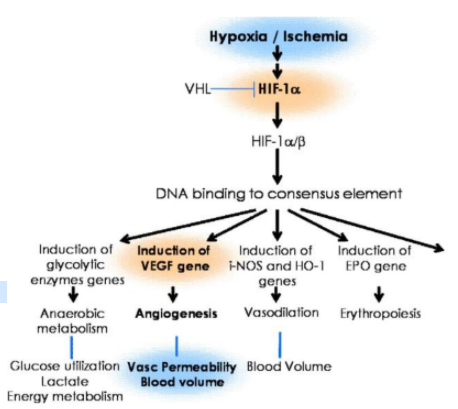 Hypoxia / Ischemia
VHL
HIF-1α
HIF-1α/β
DNA binding to consensus element
Induction of
glycolytic
enzymes genes
Induction of
VEGF gene
Induction of
i-NOS and HO-1
genes
Induction of
EPO gene
Anaerobic
metabolism
Angiogenesis
Vasodilation
Erythropoiesis
Glucose utilization
Lactate
Energy metabolism
Vasc Permeability
Blood volume
Blood Volume